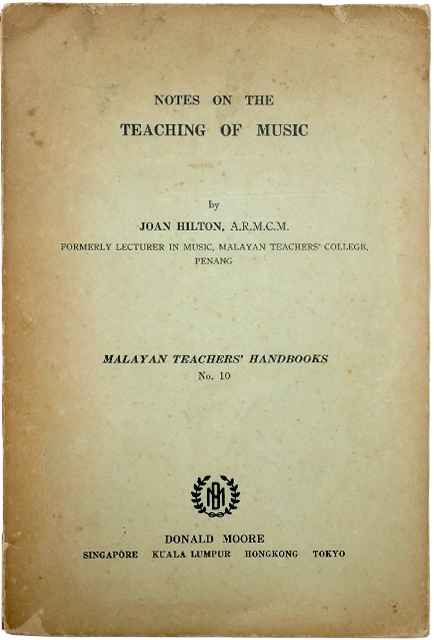 NOTES ON THE
TEACHING OF MUSIC
by
JOAN HILTON, A.R.M.C.M.
FORMERLY LECTURER IN MUSIC, MALAYAN TEACHERS' COLLEGE,
PENANG
MALAYAN TEACHERS' HANDBOOKS
No. 10
DONALD MOORE
SINGAPORE KUALA LUMPUR HONGKONG TOKYO